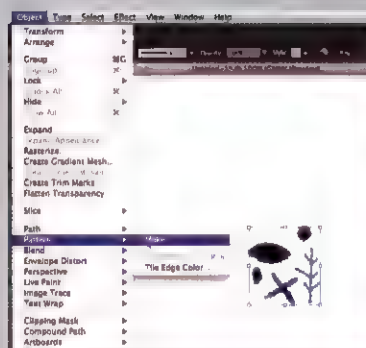 Object Type Select Effect View Window Help
Transform
Arrange
Group ⌘G
Lock
Hide
Expand
Rasterize
Create Gradient Mesh...
Create Trim Marks
Flatten Transparency
Slice
Path
Pattern Make
Blend
Envelope Distort
Perspective Tile Edge Color
Live Paint
Image Trace
Text Wrap
Clipping Mask
Compound Path
Artboards